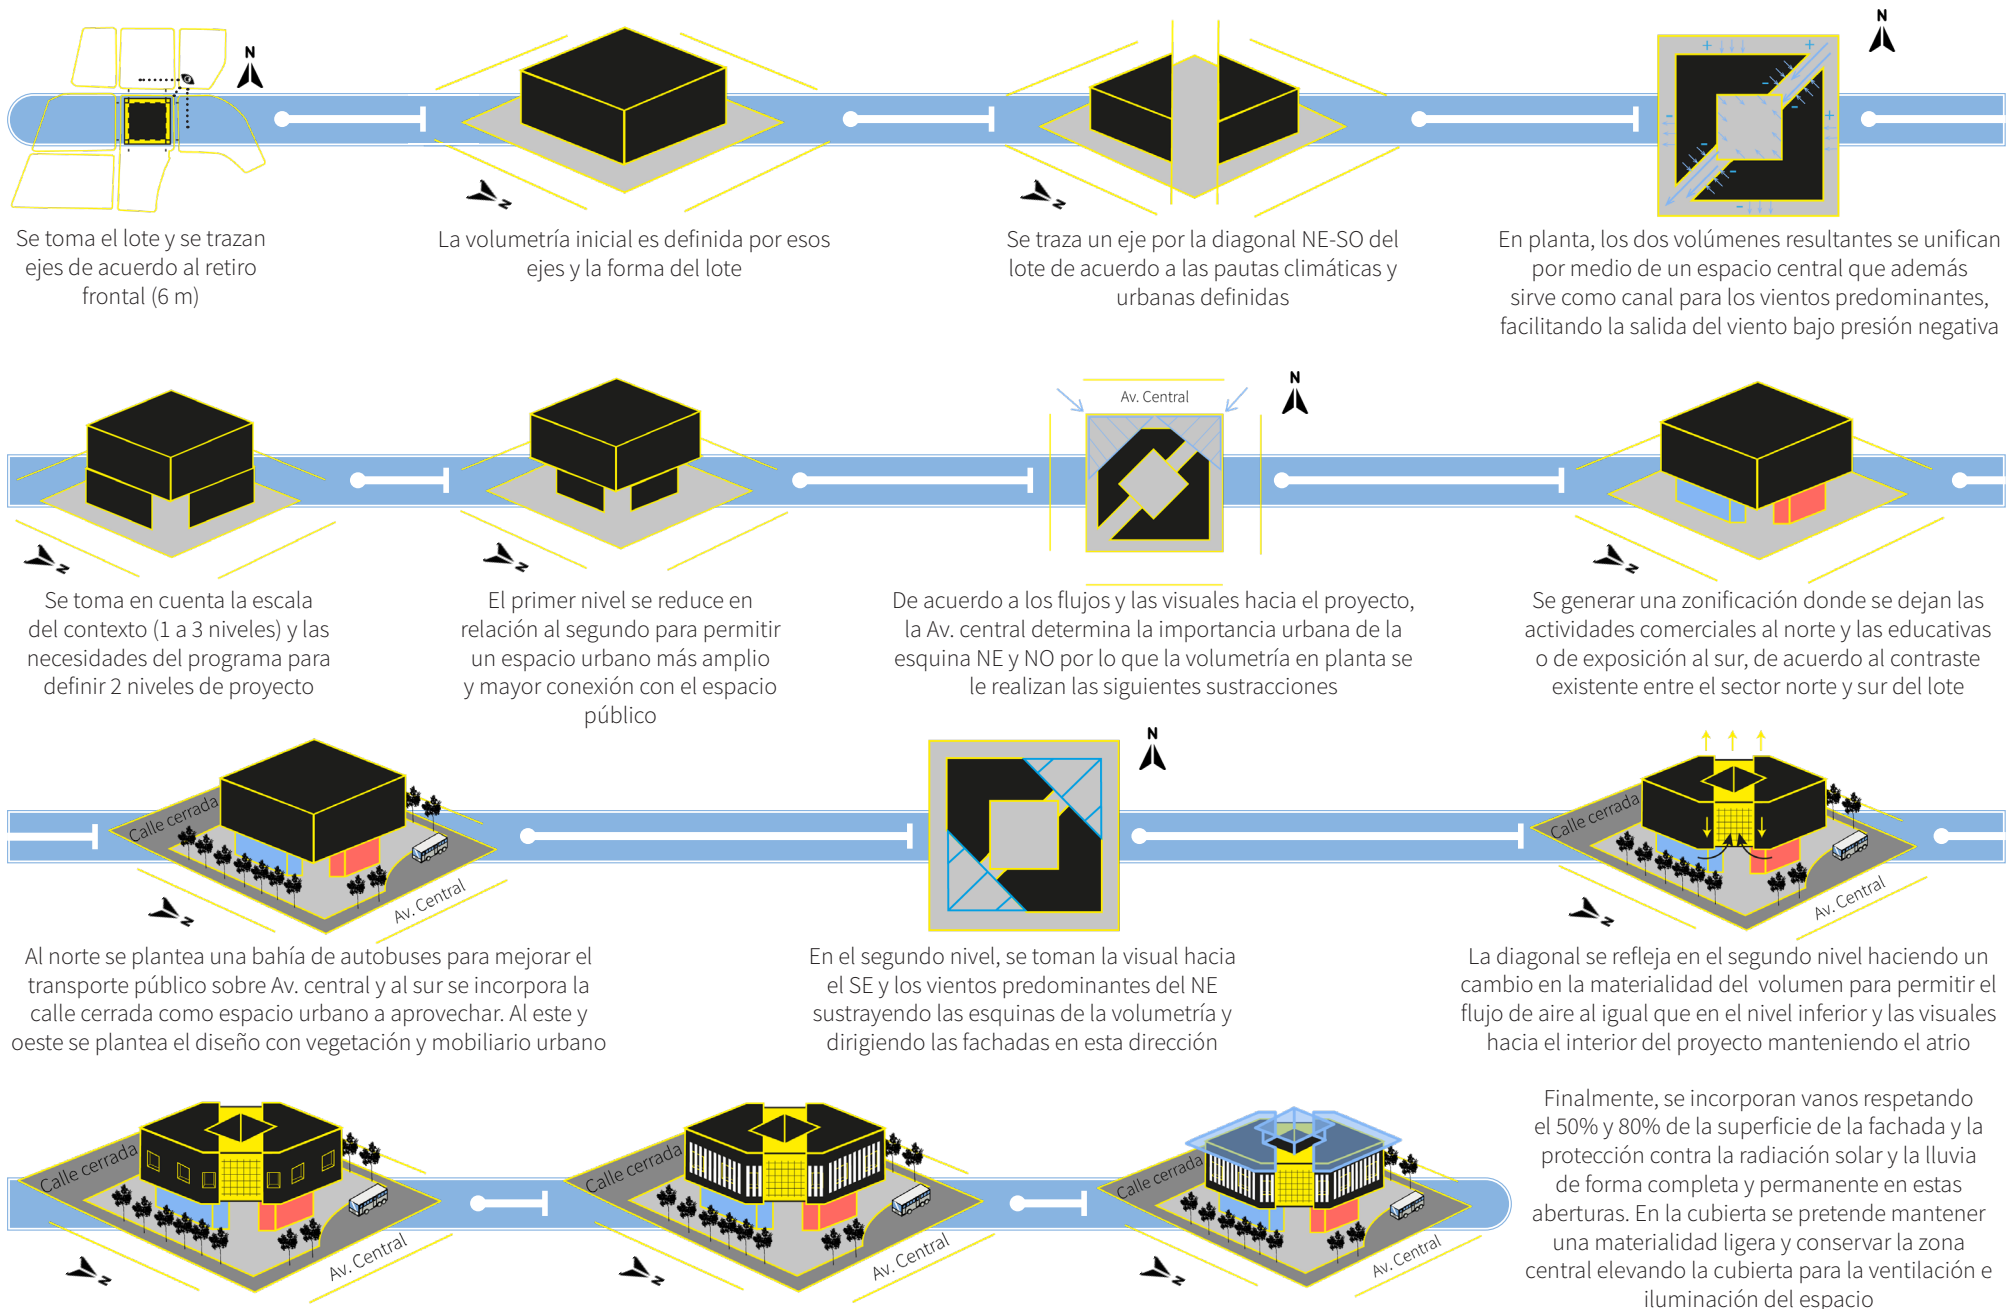 N
Se toma el lote y se trazan
ejes de acuerdo al retiro
frontal (6 m)
N
La volumetría inicial es definida por esos
ejes y la forma del lote
N
Se traza un eje por la diagonal NE-SO del
lote de acuerdo a las pautas climáticas y
urbanas definidas
N
+
+
-
-
-
+
-
-
-
-
En planta, los dos volúmenes resultantes se unifican
por medio de un espacio central que además
sirve como canal para los vientos predominantes,
facilitando la salida del viento bajo presión negativa
N
Se toma en cuenta la escala
del contexto (1 a 3 niveles) y las
necesidades del programa para
definir 2 niveles de proyecto
N
El primer nivel se reduce en
relación al segundo para permitir
un espacio urbano más amplio
y mayor conexión con el espacio
público
Av. Central
N
De acuerdo a los flujos y las visuales hacia el proyecto,
la Av. central determina la importancia urbana de la
esquina NE y NO por lo que la volumetría en planta se
le realizan las siguientes sustracciones
N
Se generar una zonificación donde se dejan las
actividades comerciales al norte y las educativas
o de exposición al sur, de acuerdo al contraste
existente entre el sector norte y sur del lote
Calle cerrada
Av. Central
N
Al norte se plantea una bahía de autobuses para mejorar el
transporte público sobre Av. central y al sur se incorpora la
calle cerrada como espacio urbano a aprovechar. Al este y
oeste se plantea el diseño con vegetación y mobiliario urbano
N
En el segundo nivel, se toman la visual hacia
el SE y los vientos predominantes del NE
sustrayendo las esquinas de la volumetría y
dirigiendo las fachadas en esta dirección
Calle cerrada
Av. Central
N
La diagonal se refleja en el segundo nivel haciendo un
cambio en la materialidad del volumen para permitir el
flujo de aire al igual que en el nivel inferior y las visuales
hacia el interior del proyecto manteniendo el atrio
Calle cerrada
Av. Central
N
Calle cerrada
Av. Central
N
Calle cerrada
Av. Central
N
Finalmente, se incorporan vanos respetando
el 50% y 80% de la superficie de la fachada y la
protección contra la radiación solar y la lluvia
de forma completa y permanente en estas
aberturas. En la cubierta se pretende mantener
una materialidad ligera y conservar la zona
central elevando la cubierta para la ventilación e
iluminación del espacio